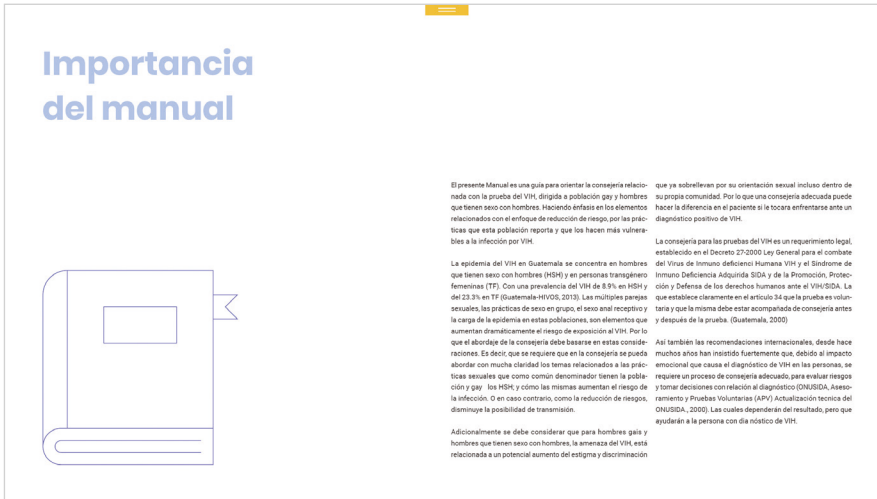 Importancia
del manual
El presente Manual es una guía para orientar la consejería relacio-
nada con la prueba del VIH, dirigida a población gay y hombres
que tienen sexo con hombres. Haciendo énfasis en los elementos
relacionados con el enfoque de reducción de riesgo, por las prác-
ticas que esta población reporta y que los hacen más vulnera-
bles a la infección por VIH.
La epidemia del VIH en Guatemala se concentra en hombres
que tienen sexo con hombres (HSH) y en personas transgénero
femeninas (TF). Con una prevalencia del VIH de 8.9% en HSH y
del 23.3% en TF (Guatemala-HIVOS, 2013). Las múltiples parejas
sexuales, las prácticas de sexo en grupo, el sexo anal receptivo y
la carga de la epidemia en estas poblaciones, son elementos que
aumentan dramáticamente el riesgo de exposición al VIH. Por lo
que el abordaje de la consejería debe basarse en estas conside-
raciones. Es decir, que se requiere que en la consejería se pueda
abordar con mucha claridad los temas relacionados a las prác-
ticas sexuales que como común denominador tienen la pobla-
ción y gay los HSH; y cómo las mismas aumentan el riesgo de
la infección. O en caso contrario, como la reducción de riesgos,
disminuye la posibilidad de transmisión.
Adicionalmente se debe considerar que para hombres gais y
hombres que tienen sexo con hombres, la amenaza del VIH, está
relacionada a un potencial aumento del estigma y discriminación
que ya sobrellevan por su orientación sexual incluso dentro de
su propia comunidad. Por lo que una consejería adecuada puede
hacer la diferencia en el paciente si le tocara enfrentarse ante un
diagnóstico positivo de VIH.
La consejería para las pruebas del VIH es un requerimiento legal,
establecido en el Decreto 27-2000 Ley General para el combate
del Virus de Inmuno deficienci Humana VIH y el Síndrome de
Inmuno Deficiencia Adquirida SIDA y de la Promoción, Protec-
ción y Defensa de los derechos humanos ante el VIH/SIDA. La
que establece claramente en el artículo 34 que la prueba es volun-
taria y que la misma debe estar acompañada de consejería antes
y después de la prueba. (Guatemala, 2000)
Así también las recomendaciones internacionales, desde hace
muchos años han insistido fuertemente que, debido al impacto
emocional que causa el diagnóstico de VIH en las personas, se
requiere un proceso de consejería adecuado, para evaluar riesgos
y tomar decisiones con relación al diagnóstico (ONUSIDA, Aseso-
ramiento y Pruebas Voluntarias (APV) Actualización tecnica del
ONUSIDA., 2000). Las cuales dependerán del resultado, pero que
ayudarán a la persona con dia nóstico de VIH.